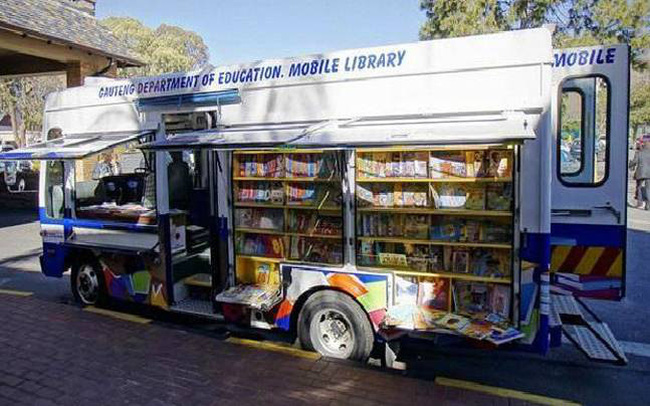 GAUTENG DEPARTMENT OF EDUCATION. MOBILE LIBRARY
MOBILE